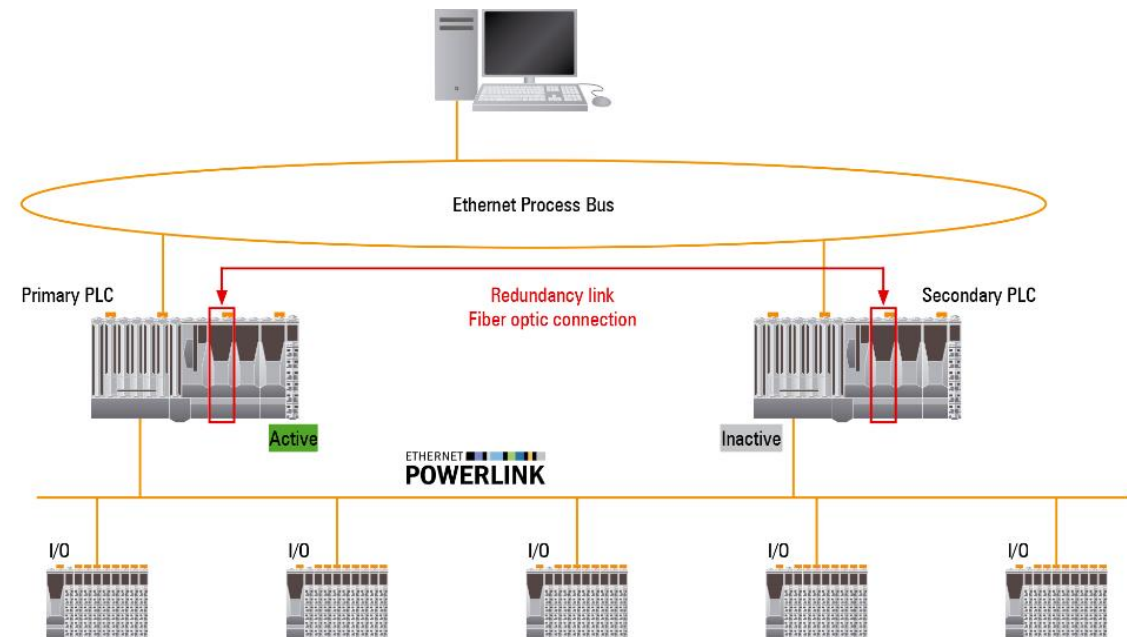 Ethernet Process Bus
Primary PLC
Redundancy link
Fiber optic connection
Secondary PLC
Active
Inactive
ETHERNET
POWERLINK
I/O
I/O
I/O
I/O
I/O